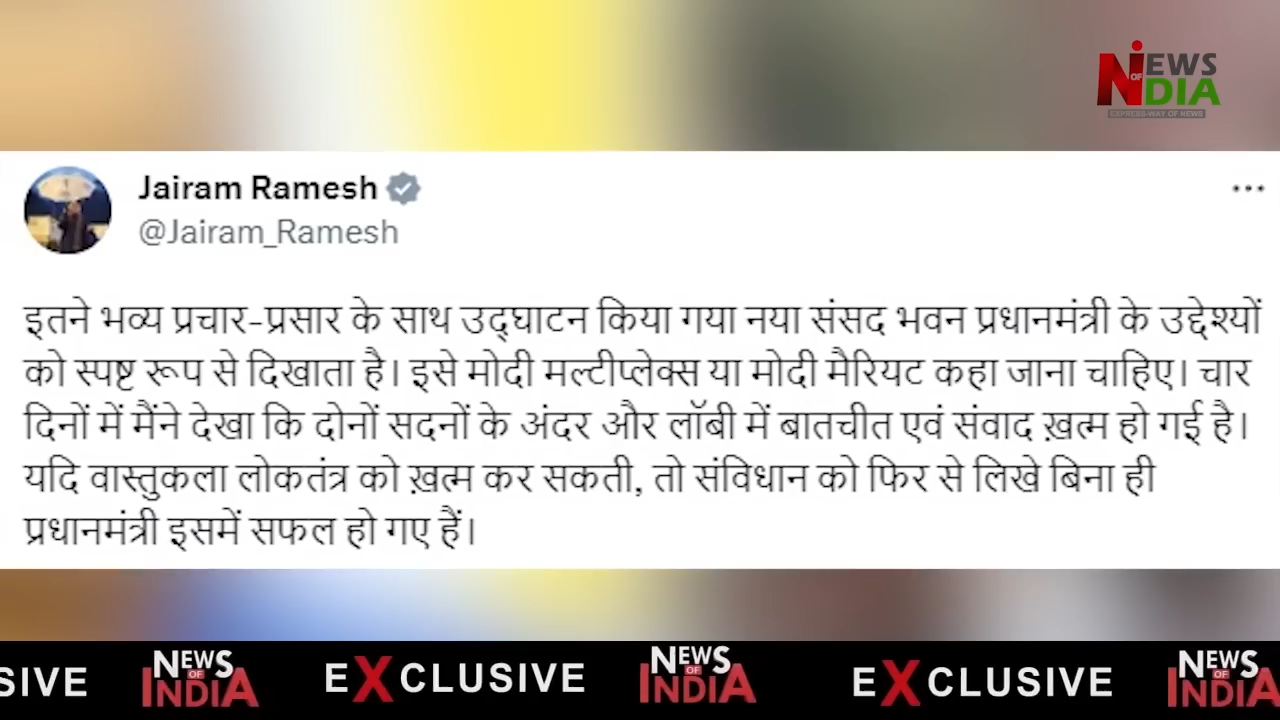 NEWS OF INDIA
EXPRESS-WAY OF NEWS
Jairam Ramesh
@Jairam_Ramesh
इतने भव्य प्रचार-प्रसार के साथ उद्घाटन किया गया नया संसद भवन प्रधानमंत्री के उद्देश्यों
को स्पष्ट रूप से दिखाता है। इसे मोदी मल्टीप्लेक्स या मोदी मैरियट कहा जाना चाहिए। चार
दिनों में मैंने देखा कि दोनों सदनों के अंदर और लॉबी में बातचीत एवं संवाद ख़त्म हो गई है।
यदि वास्तुकला लोकतंत्र को ख़त्म कर सकती, तो संविधान को फिर से लिखे बिना ही
प्रधानमंत्री इसमें सफल हो गए हैं।
SIVE NEWS OF INDIA EXCLUSIVE NEWS OF INDIA EXCLUSIVE NEWS OF INDIA